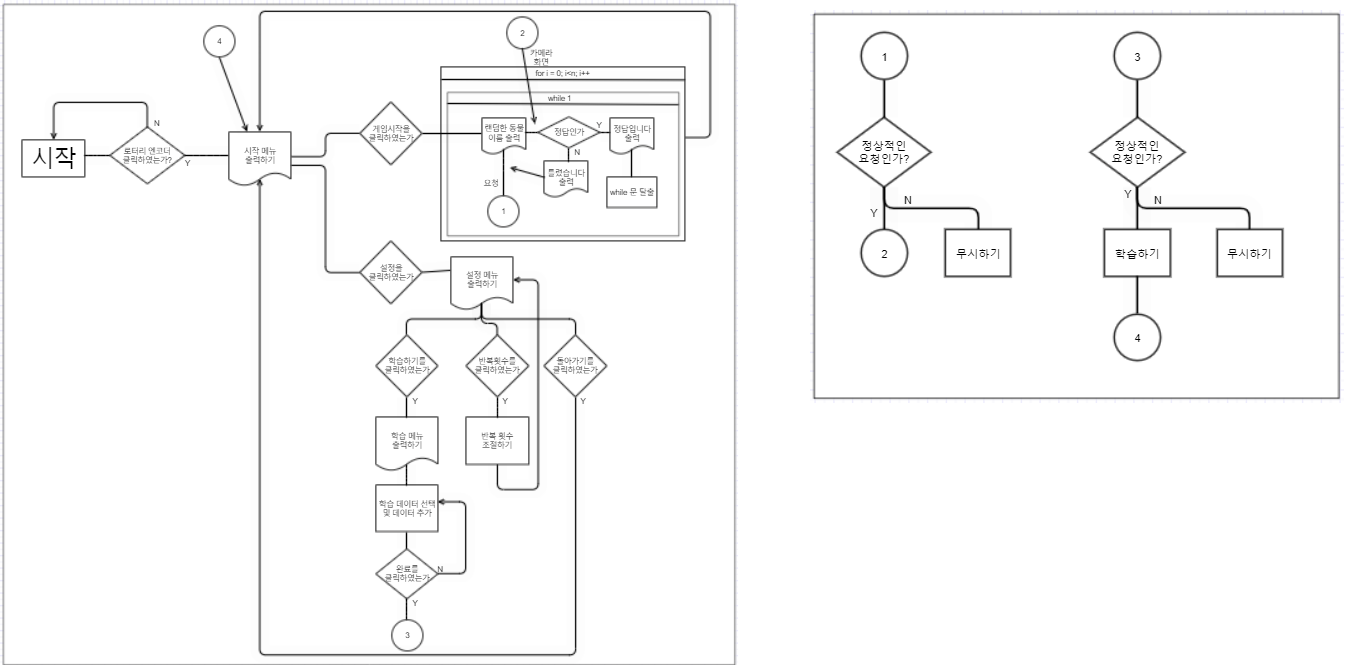 4
2
카메라
화면
for i = 0; i<n; i++
while 1
N
시작
로터리 엔코더
클릭하였는가?
Y
시작 메뉴
출력하기
게임시작을
클릭하였는가
랜덤한 동물
이름 출력
정답인가
Y
정답입니다
출력
N
틀렸습니다
출력
요청
1
while 문 탈출
설정을
클릭하였는가
설정 메뉴
출력하기
학습하기를
클릭하였는가
반복횟수를
클릭하였는가
돌아가기를
클릭하였는가
Y
Y
Y
학습 메뉴
출력하기
반복 횟수
조절하기
학습 데이터 선택
및 데이터 추가
완료를
클릭하였는가
N
Y
3
1
정상적인
요청인가?
N
Y
2
무시하기
3
정상적인
요청인가?
Y
N
학습하기
무시하기
4